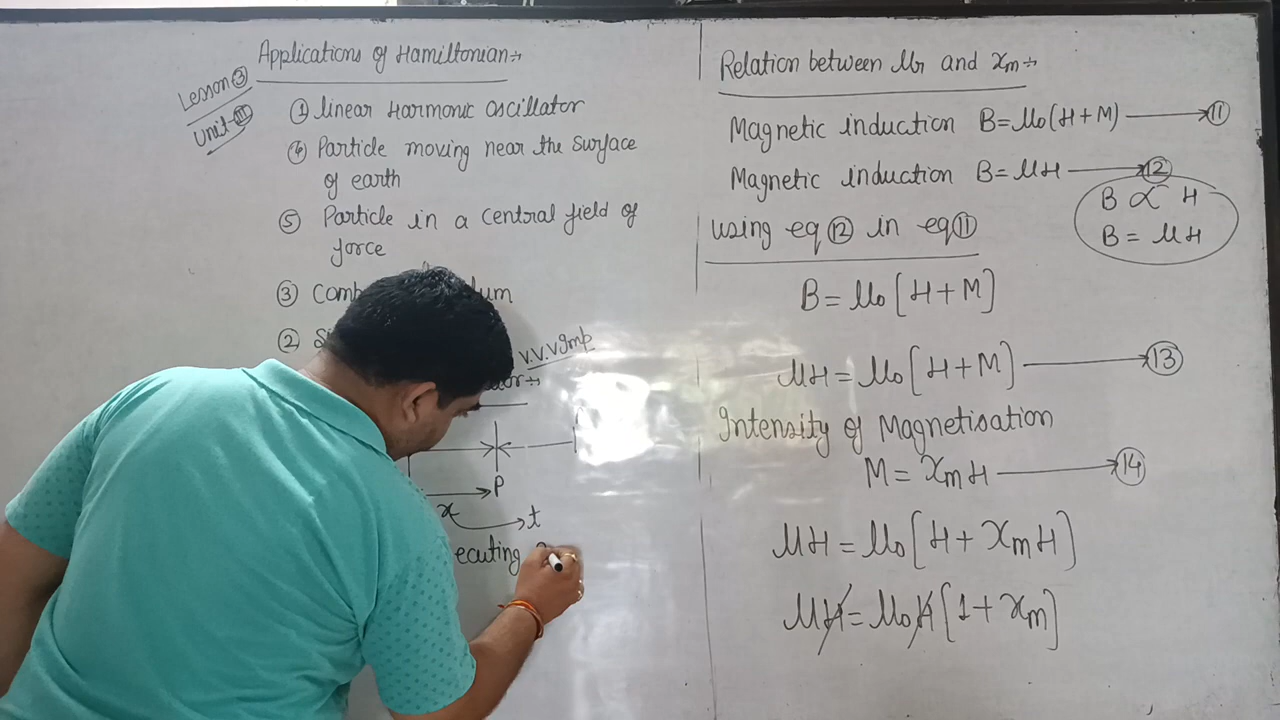 Applications of Hamiltonian:-
Lesson ③
Unit-III
① Linear Harmonic oscillator
④ Particle moving near the surface
of earth
⑤ Particle in a central field of
force
③
②
V.V.V Imp
P
x
t
ecuting
Relation between μr and χm:-
Magnetic induction B=μ0(H+M) ⟶ ⑪
Magnetic induction B=μH ⟶ ⑫
B ∝ H
B = μH
using eq ⑫ in eq ⑪
B = μ0[H+M]
μH = μ0[H+M] ⟶ ⑬
Intensity of Magnetisation
M = χmH ⟶ ⑭
μH = μ0[H + χmH]
μH = μ0H[1 + χm]